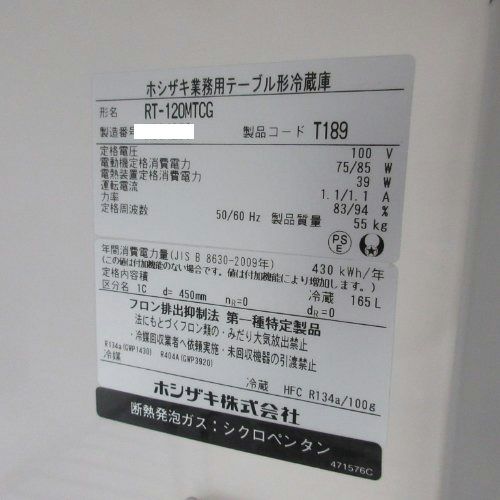 ホシザキ業務用テーブル形冷蔵庫
形名 RT-120MTCG
製造番号 製品コード T189
定格電圧 100 V
電動機定格消費電力 75/85 W
電熱装置定格消費電力 39 W
運転電流 1.1/1.1 A
力率 83/94 %
定格周波数 50/60 Hz 製品質量 55 kg
PS E
年間消費電力量(JIS B 8630-2009年) 430 kWh/年
(この値は付加機能のない場合です。値は付加機能により増加します。)
定格内容積 冷蔵 165 L
区分名 1C d= 450mm nR=0 dR=0
フロン排出抑制法 第一種特定製品
法にもとづくフロン類の・みだり大気放出禁止
・冷媒回収業者へ依頼実施・未回収機器の引渡禁止
R134a(GWP1430) R404A(GWP3920)
冷媒 冷蔵 HFC R134a/100g
ホシザキ株式会社
断熱発泡ガス:シクロペンタン
471576C